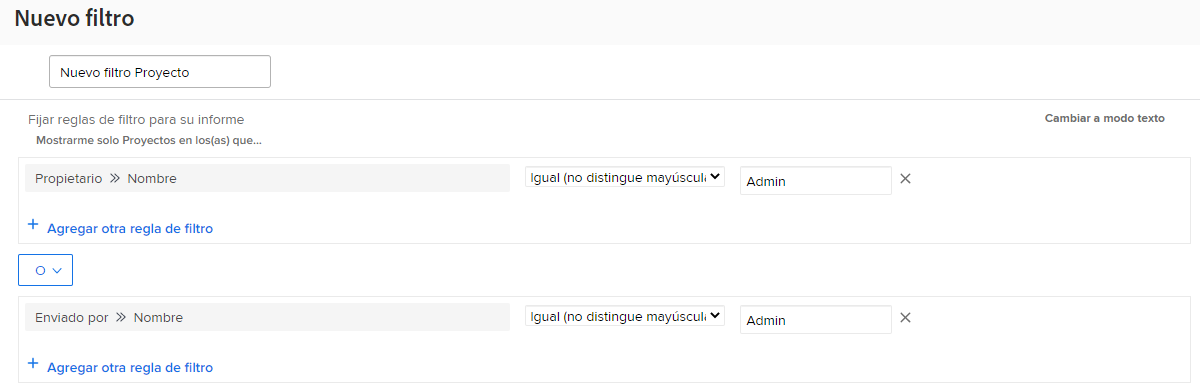 Nuevo filtro
Nuevo filtro Proyecto
Fijar reglas de filtro para su informe
Cambiar a modo texto
Mostrarme solo Proyectos en los(as) que...
Propietario » Nombre Igual (no distingue mayúscul Admin
+ Agregar otra regla de filtro
O
Enviado por » Nombre Igual (no distingue mayúscul Admin
+ Agregar otra regla de filtro